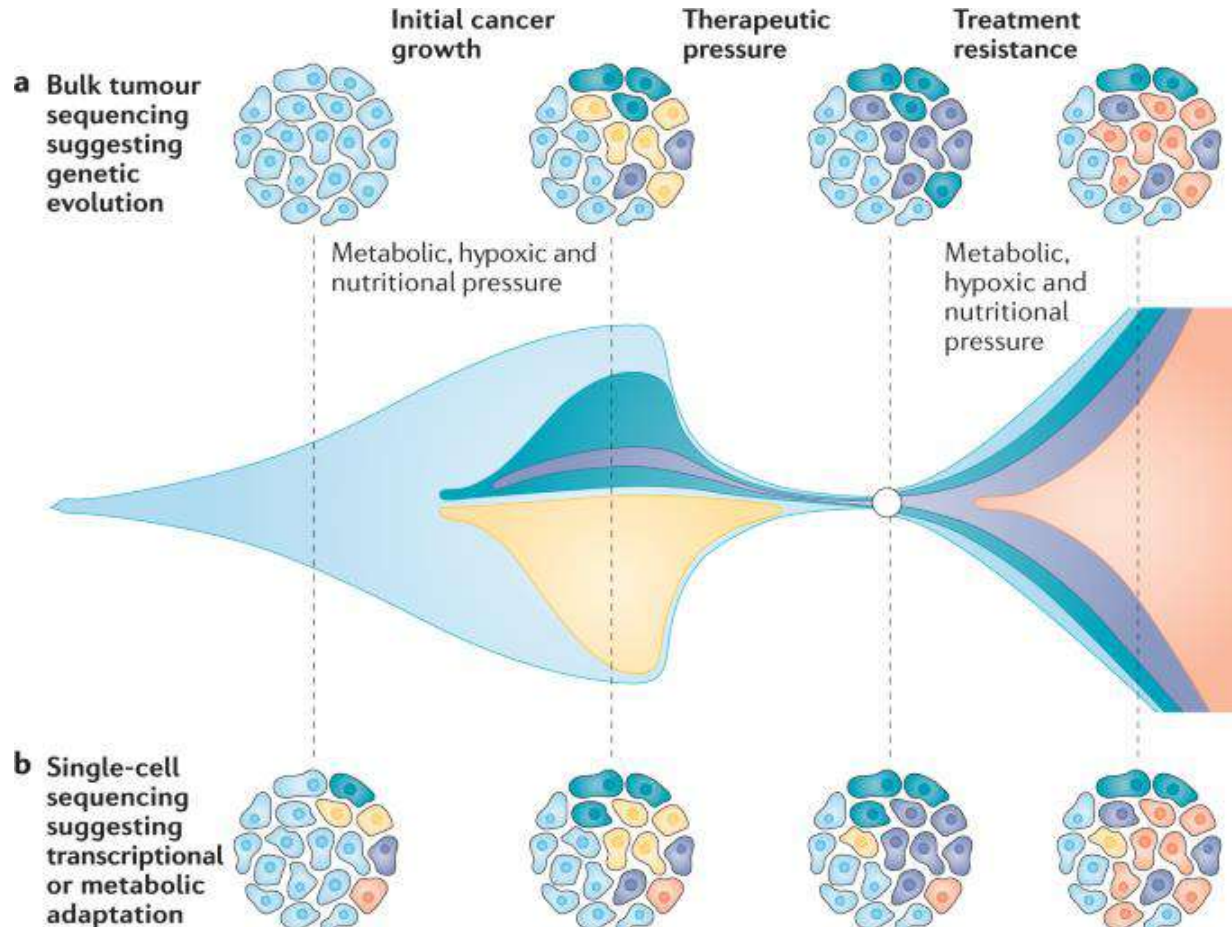 Initial cancer
growth
Therapeutic
pressure
Treatment
resistance
a Bulk tumour
sequencing
suggesting
genetic
evolution
Metabolic, hypoxic and
nutritional pressure
Metabolic,
hypoxic and
nutritional
pressure
b Single-cell
sequencing
suggesting
transcriptional
or metabolic
adaptation